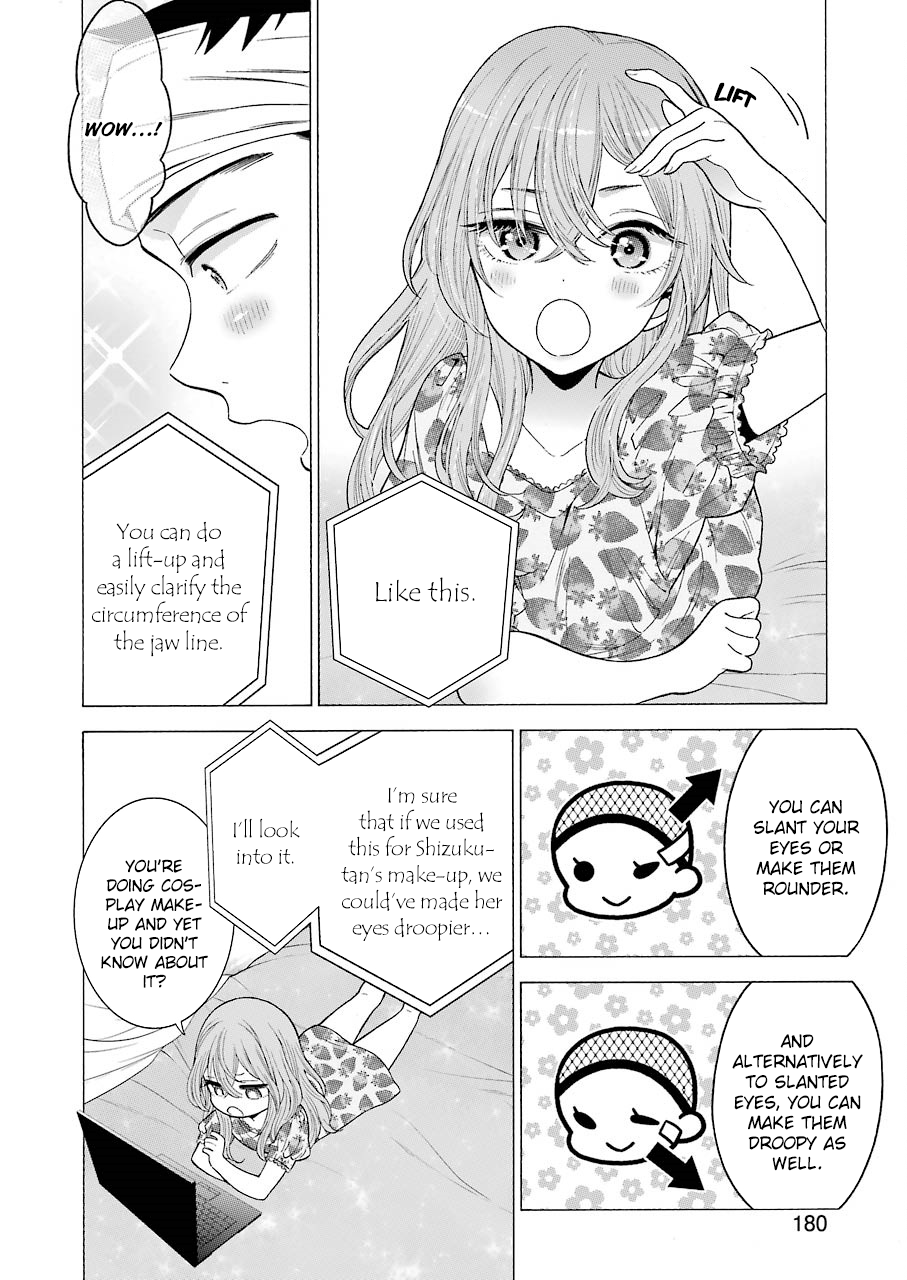 LIFT
Like this.
WOW...!
You can do
a lift-up and
easily clarify the
circumference of
the jaw line.
YOU CAN
SLANT YOUR
EYES OR
MAKE THEM
ROUNDER.
AND
ALTERNATIVELY
TO SLANTED
EYES, YOU CAN
MAKE THEM
DROOPY AS
WELL.
I'm sure
that if we used
this for Shizuku-
tan's make-up, we
could've made her
eyes droopier...
I'll look
into it.
YOU'RE
DOING COS-
PLAY MAKE-
UP AND YET
YOU DIDN'T
KNOW ABOUT
IT?
180